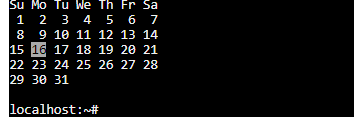 Su Mo Tu We Th Fr Sa
 1  2  3  4  5  6  7
 8  9 10 11 12 13 14
15 16 17 18 19 20 21
22 23 24 25 26 27 28
29 30 31
localhost:~#